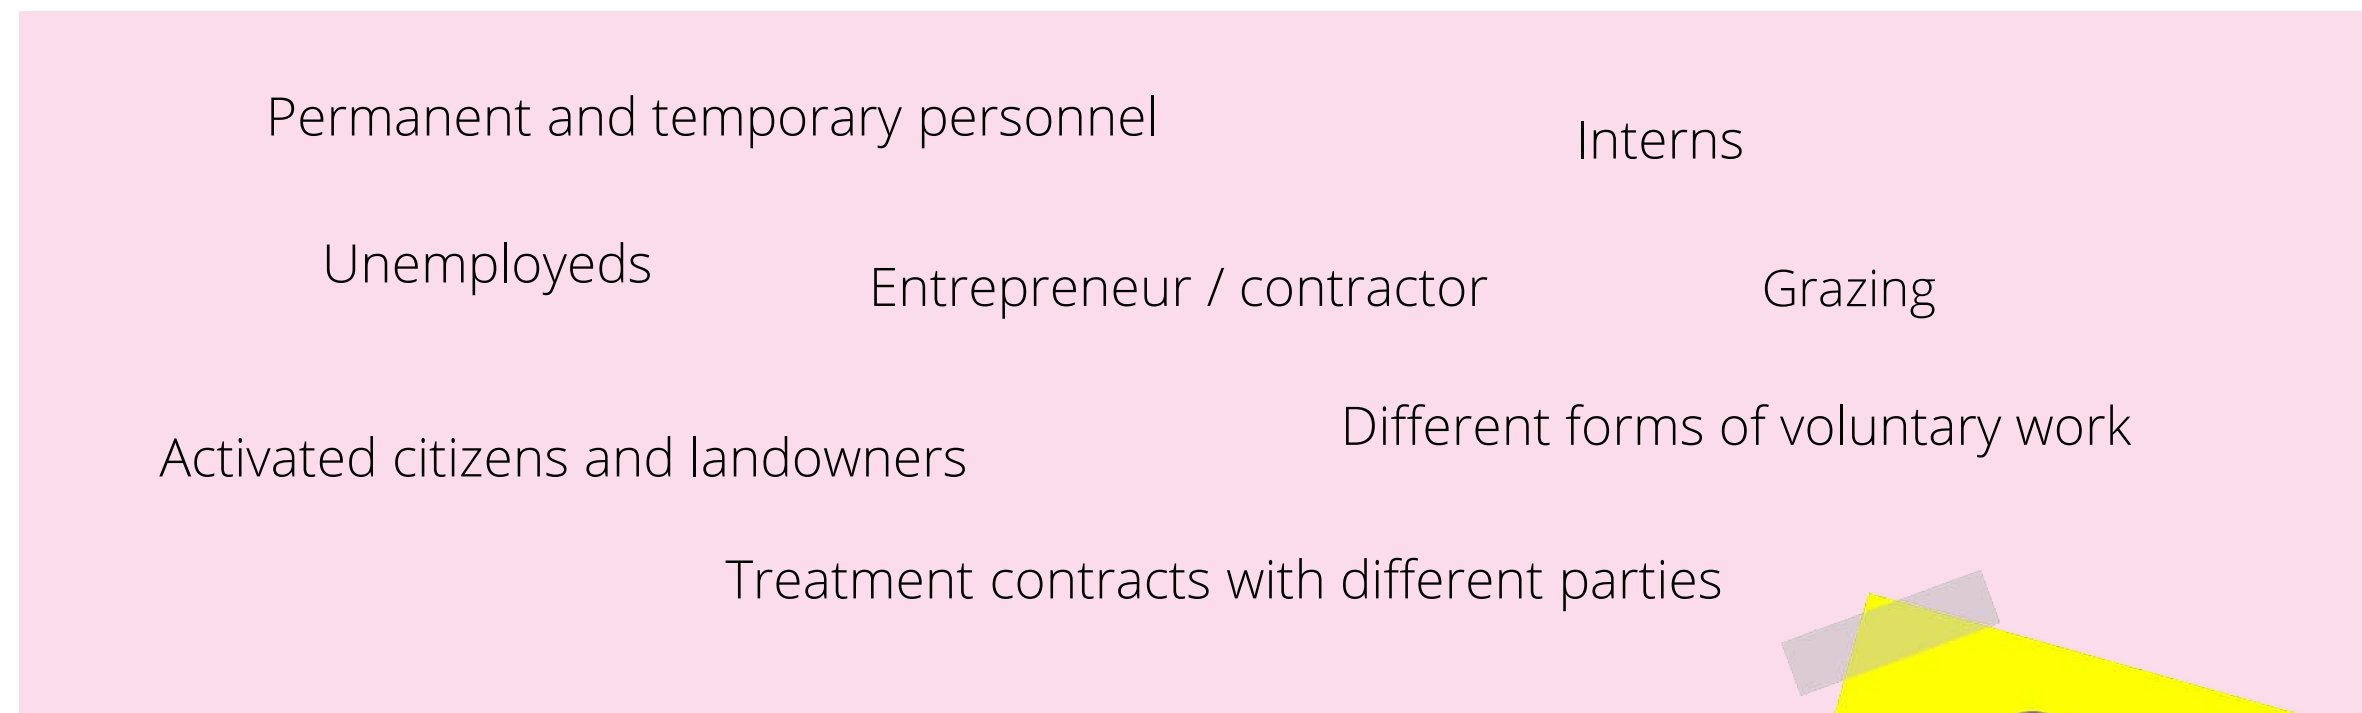 Permanent and temporary personnel
Interns
Unemployeds
Entrepreneur / contractor
Grazing
Different forms of voluntary work
Activated citizens and landowners
Treatment contracts with different parties